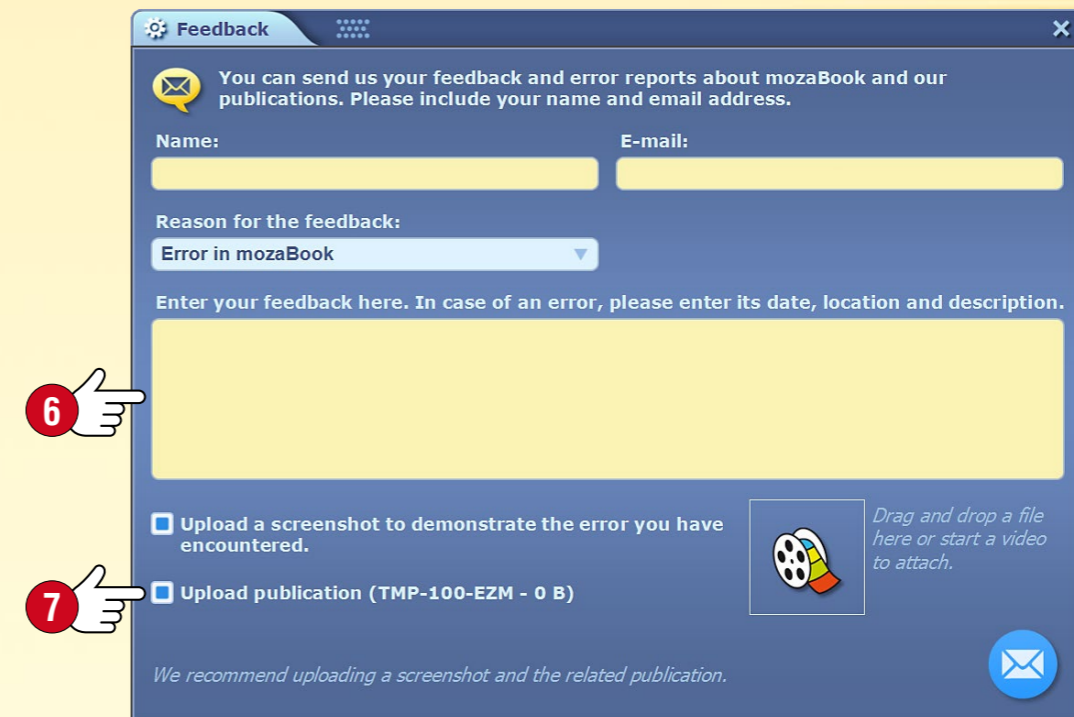 Feedback
You can send us your feedback and error reports about mozaBook and our
publications. Please include your name and email address.
Name:
E-mail:
Reason for the feedback:
Error in mozaBook
Enter your feedback here. In case of an error, please enter its date, location and description.
6
Upload a screenshot to demonstrate the error you have
encountered.
Drag and drop a file
here or start a video
to attach.
7
Upload publication (TMP-100-EZM - 0 B)
We recommend uploading a screenshot and the related publication.